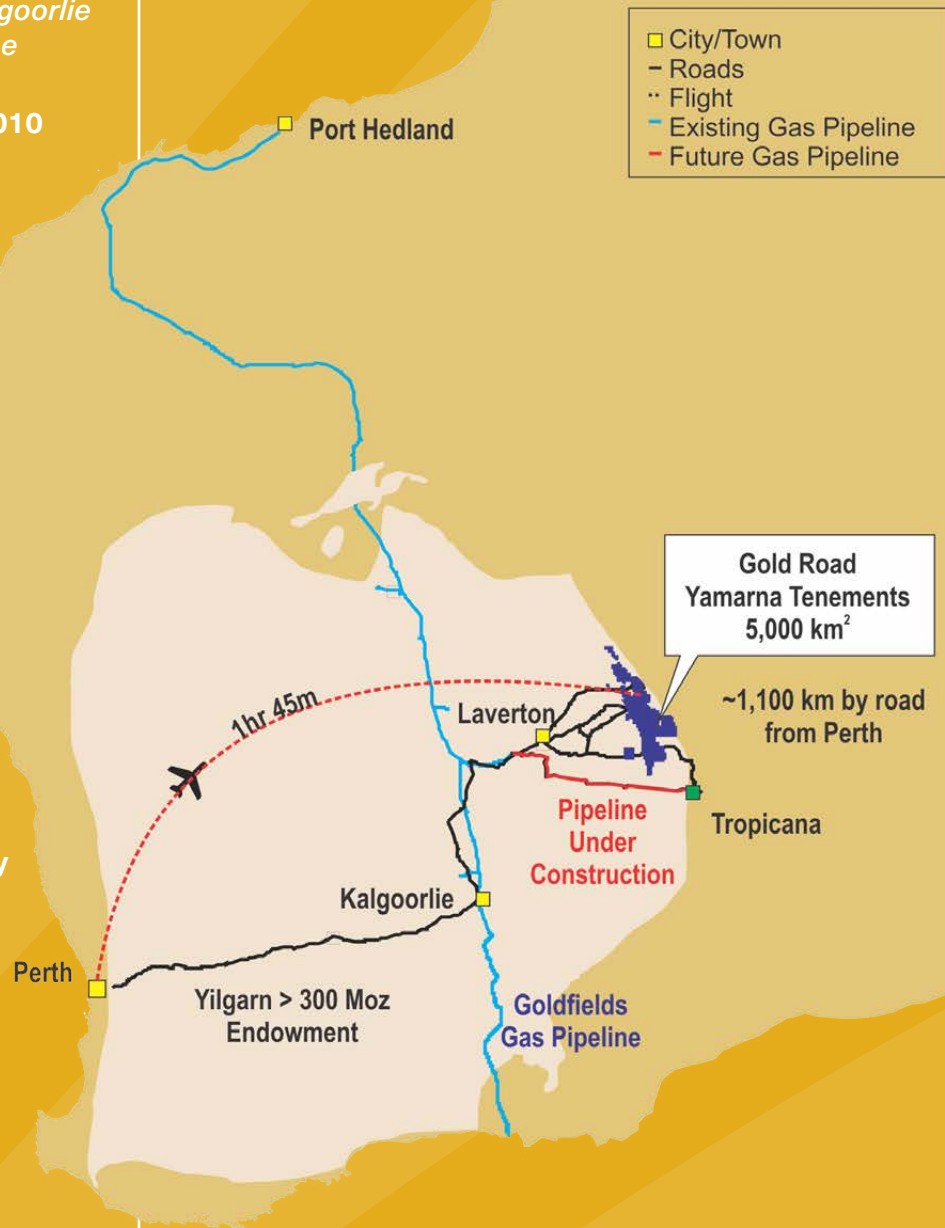 goorlie
e
010
City/Town
Roads
Flight
Existing Gas Pipeline
Future Gas Pipeline
Port Hedland
Gold Road
Yamarna Tenements
5,000 km²
~1,100 km by road
from Perth
1hr 45m
Laverton
Pipeline
Under
Construction
Tropicana
Kalgoorlie
Perth
Yilgarn > 300 Moz
Endowment
Goldfields
Gas Pipeline